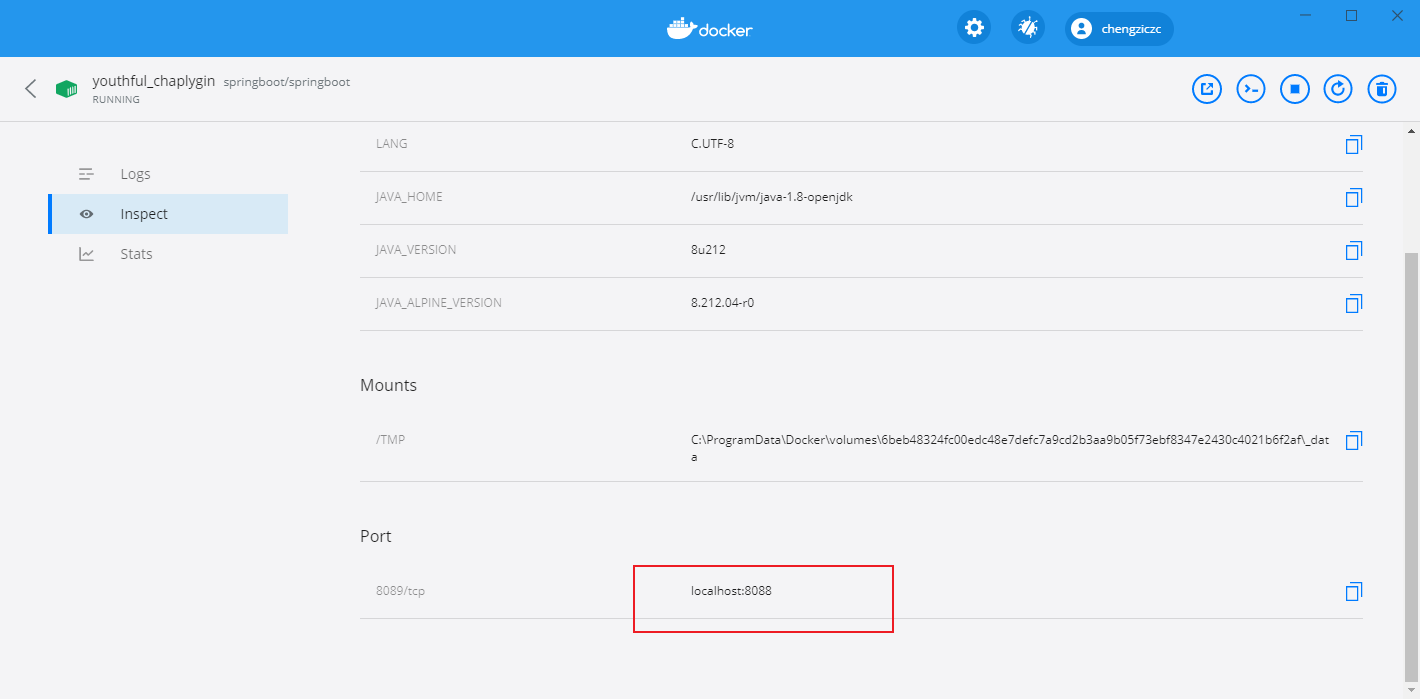 docker
chengziczc
youthful_chaplygin springboot/springboot
RUNNING
Logs
Inspect
Stats
LANG C.UTF-8
JAVA_HOME /usr/lib/jvm/java-1.8-openjdk
JAVA_VERSION 8u212
JAVA_ALPINE_VERSION 8.212.04-r0
Mounts
/TMP C:\ProgramData\Docker\volumes\6beb48324fc00edc48e7defc7a9cd2b3aa9b05f73ebf8347e2430c4021b6f2af\_dat
a
Port
8089/tcp localhost:8088